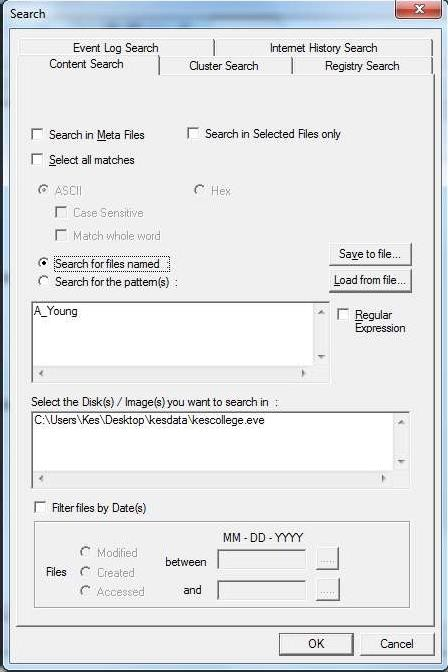 Search
Event Log Search Internet History Search
Content Search Cluster Search Registry Search
Search in Meta Files Search in Selected Files only
Select all matches
ASCII Hex
Case Sensitive
Match whole word
Search for files named : Save to file...
Search for the pattern(s) : Load from file...
A_Young
Regular
Expression
Select the Disk(s) / Image(s) you want to search in :
C:\Users\Kes\Desktop\kesdata\kescollege.eve
Filter files by Date(s)
MM - DD - YYYY
Modified
between .....
Files Created
Accessed and .....
OK Cancel